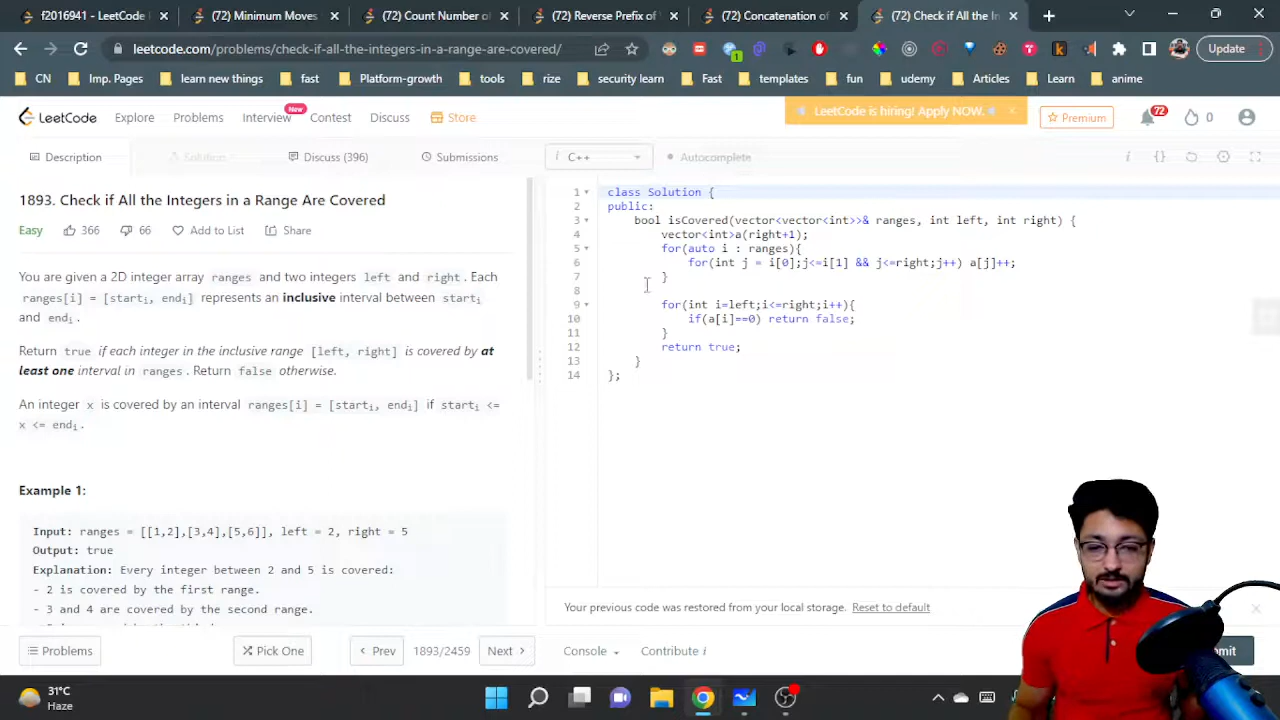 f2016941 - LeetCode
(72) Minimum Moves
(72) Count Number o
(72) Reverse Prefix of
(72) Concatenation o
(72) Check if All the In
leetcode.com/problems/check-if-all-the-integers-in-a-range-are-covered/
1
Update
CN
Imp. Pages
learn new things
fast
Platform-growth
tools
rize
security learn
Fast
templates
fun
udemy
Articles
Learn
anime
LeetCode
Explore
Problems
Interview
New
Contest
Discuss
Store
LeetCode is hiring! Apply NOW.
Premium
72
0
Description
Solution
Discuss (396)
Submissions
i C++
Autocomplete
1893. Check if All the Integers in a Range Are Covered
Easy
366
66
Add to List
Share
You are given a 2D integer array ranges and two integers left and right. Each
ranges[i] = [starti, endi] represents an inclusive interval between starti
and endi.
Return true if each integer in the inclusive range [left, right] is covered by at
least one interval in ranges. Return false otherwise.
An integer x is covered by an interval ranges[i] = [starti, endi] if starti <=
x <= endi.
Example 1:
Input: ranges = [[1,2],[3,4],[5,6]], left = 2, right = 5
Output: true
Explanation: Every integer between 2 and 5 is covered:
- 2 is covered by the first range.
- 3 and 4 are covered by the second range.
1 class Solution {
2 public:
3 bool isCovered(vector<vector<int>>& ranges, int left, int right) {
4 vector<int>a(right+1);
5 for(auto i : ranges){
6 for(int j = i[0];j<=i[1] && j<=right;j++) a[j]++;
7 }
8
9 for(int i=left;i<=right;i++){
10 if(a[i]==0) return false;
11 }
12 return true;
13 }
14 };
Your previous code was restored from your local storage. Reset to default
Problems
Pick One
Prev
1893/2459
Next
Console
Contribute i
31°C
Haze